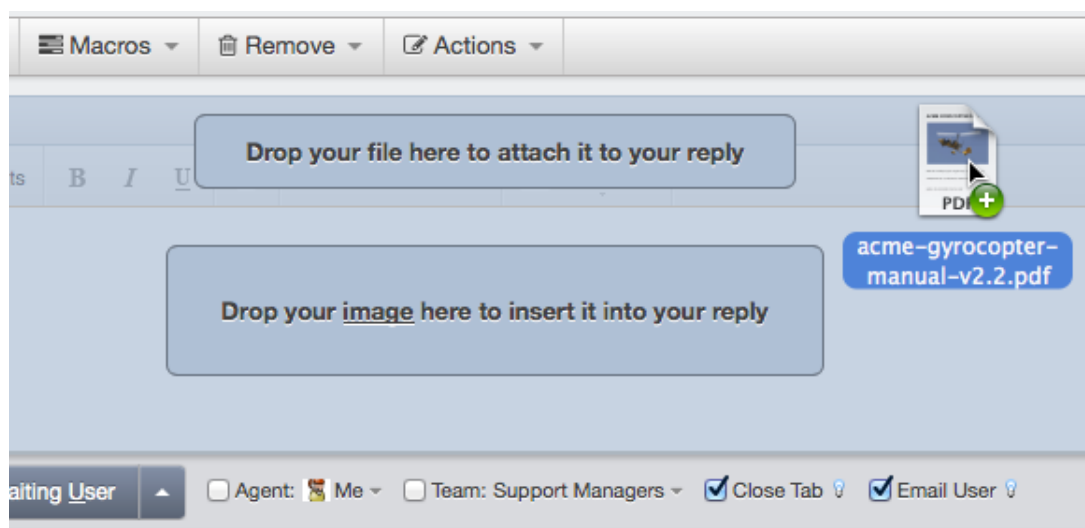 Macros Remove Actions
Drop your file here to attach it to your reply
ts B I U
PDF
acme-gyrocopter-
manual-v2.2.pdf
Drop your image here to insert it into your reply
aiting User Agent: Me Team: Support Managers Close Tab Email User